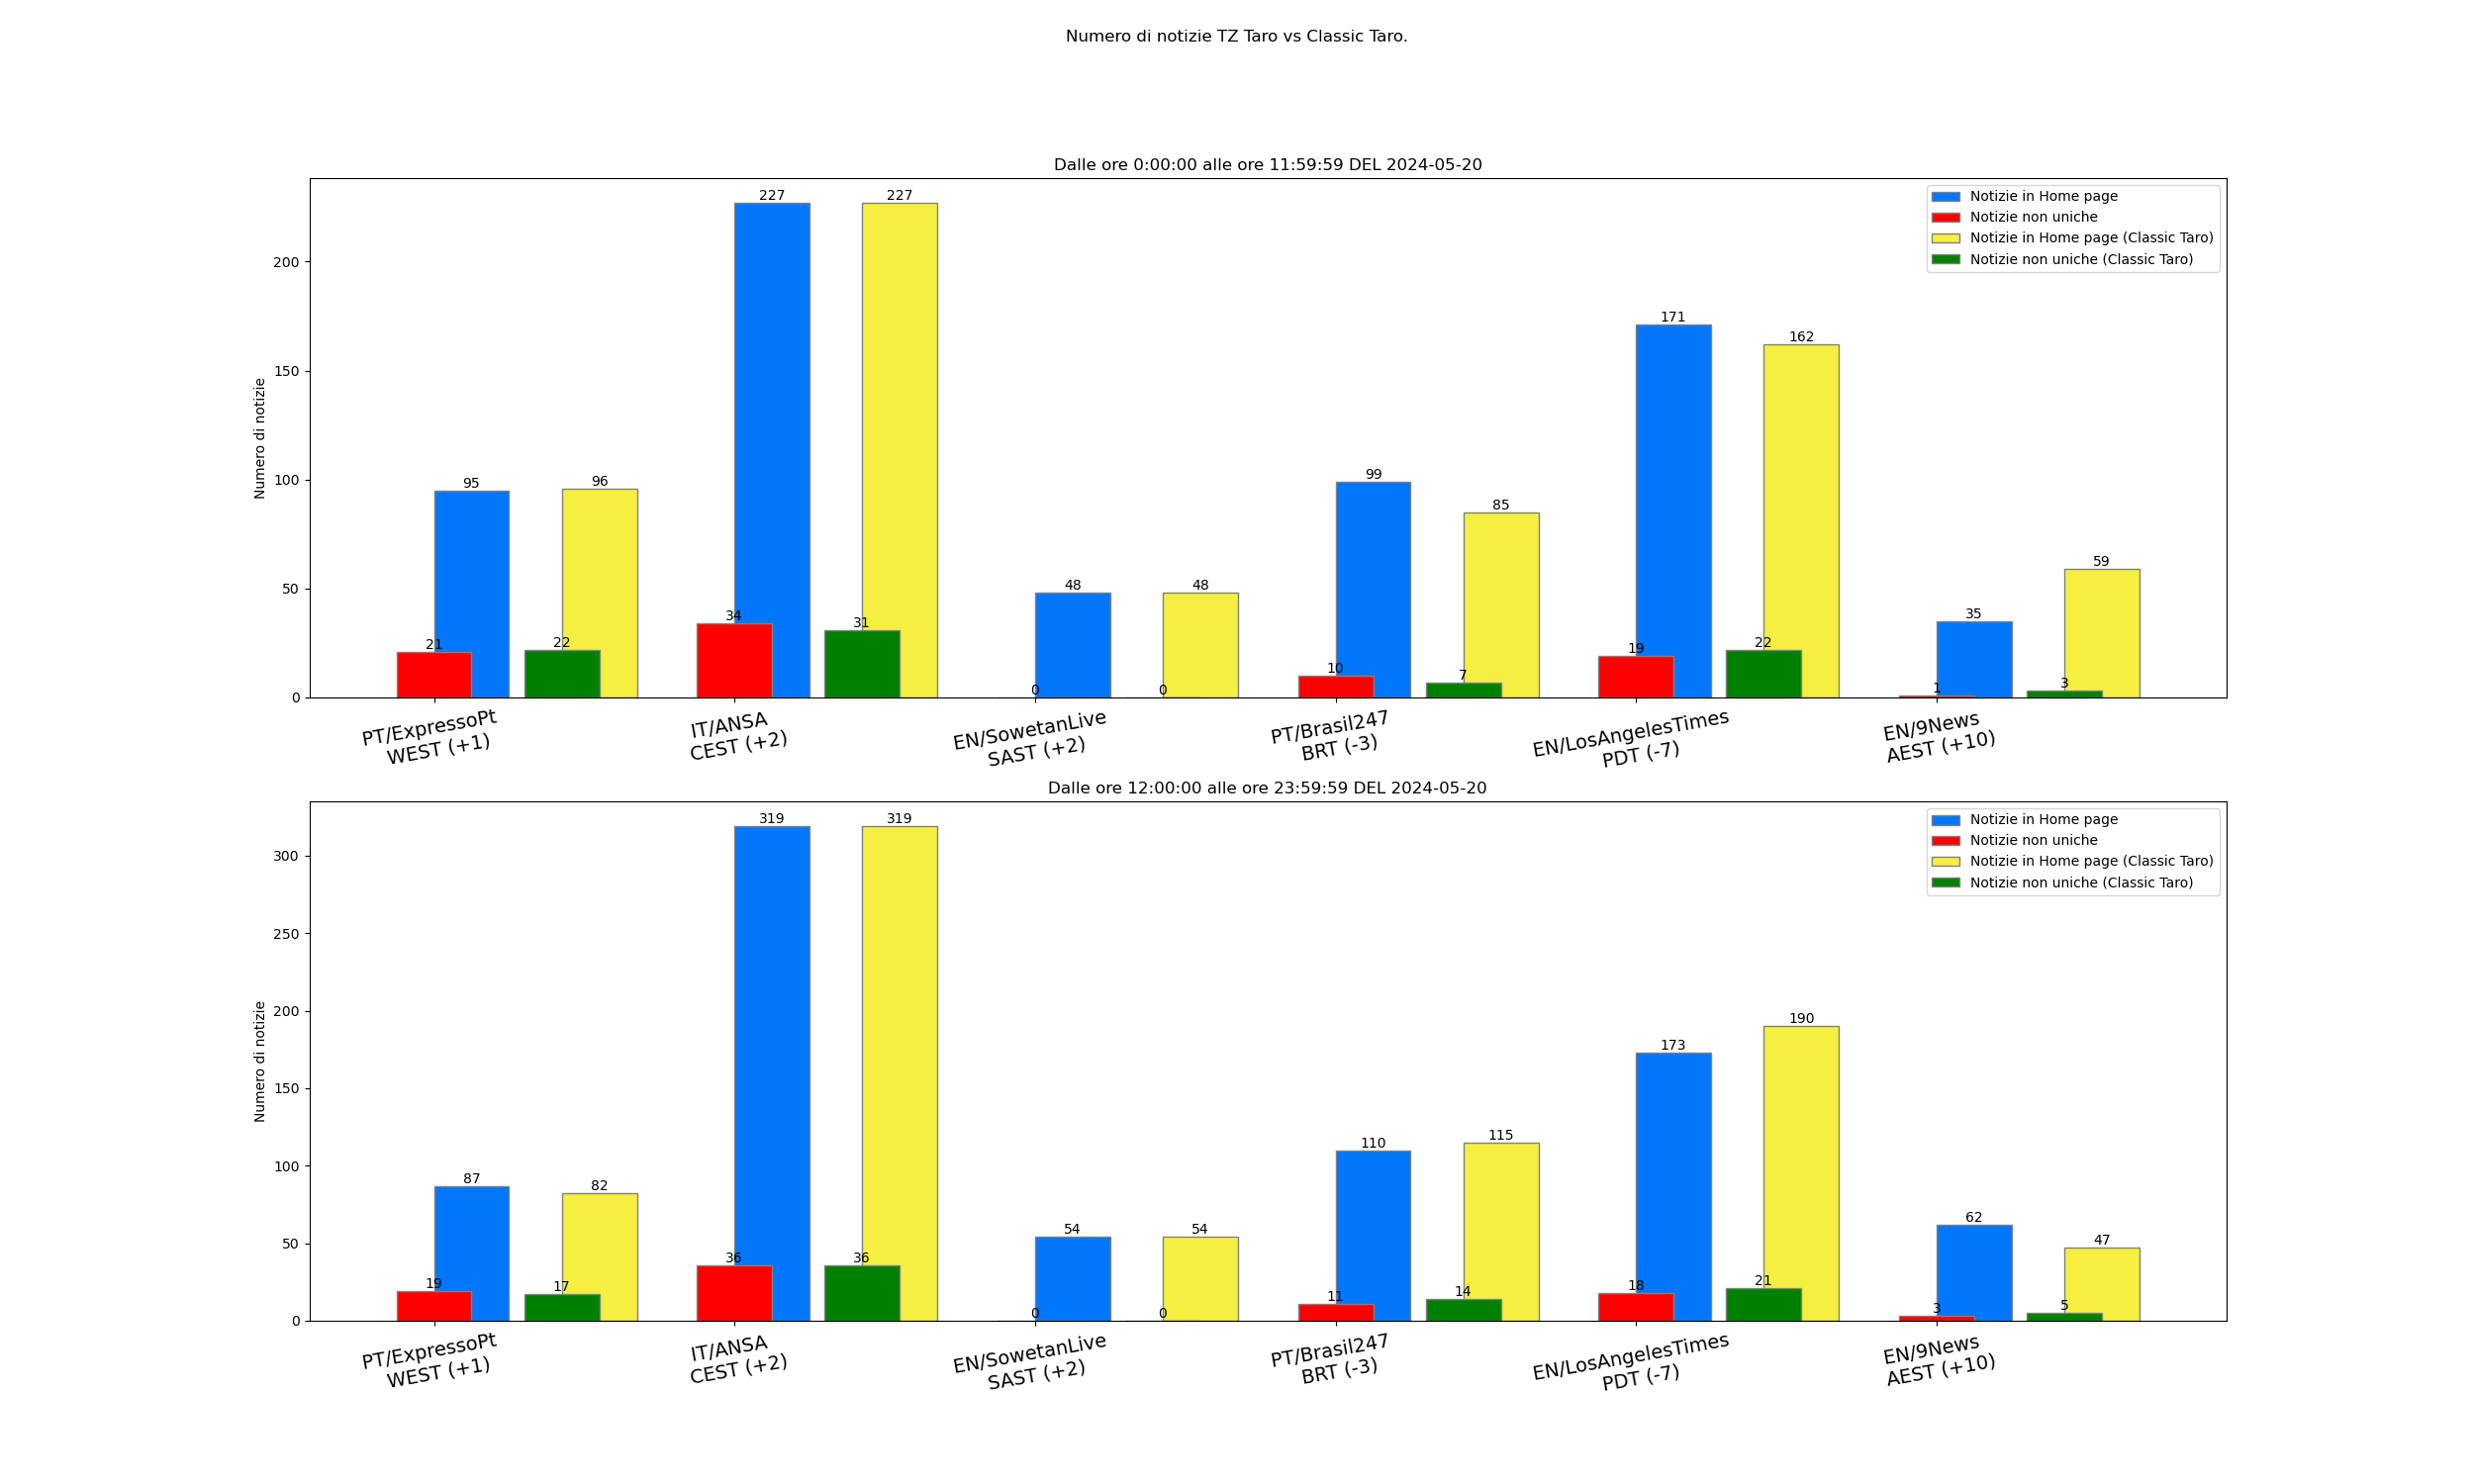 Numero di notizie TZ Taro vs Classic Taro.
Dalle ore 0:00:00 alle ore 11:59:59 DEL 2024-05-20
Numero di notizie
200
150
100
50
0
Notizie in Home page
Notizie non uniche
Notizie in Home page (Classic Taro)
Notizie non uniche (Classic Taro)
21 95 22 96
34 227 31 227
0 48 0 48
10 99 7 85
19 171 22 162
1 35 3 59
PT/ExpressoPt
WEST (+1)
IT/ANSA
CEST (+2)
EN/SowetanLive
SAST (+2)
PT/Brasil247
BRT (-3)
EN/LosAngelesTimes
PDT (-7)
EN/9News
AEST (+10)
Dalle ore 12:00:00 alle ore 23:59:59 DEL 2024-05-20
Numero di notizie
300
250
200
150
100
50
0
Notizie in Home page
Notizie non uniche
Notizie in Home page (Classic Taro)
Notizie non uniche (Classic Taro)
19 87 17 82
36 319 36 319
0 54 0 54
11 110 14 115
18 173 21 190
3 62 5 47
PT/ExpressoPt
WEST (+1)
IT/ANSA
CEST (+2)
EN/SowetanLive
SAST (+2)
PT/Brasil247
BRT (-3)
EN/LosAngelesTimes
PDT (-7)
EN/9News
AEST (+10)